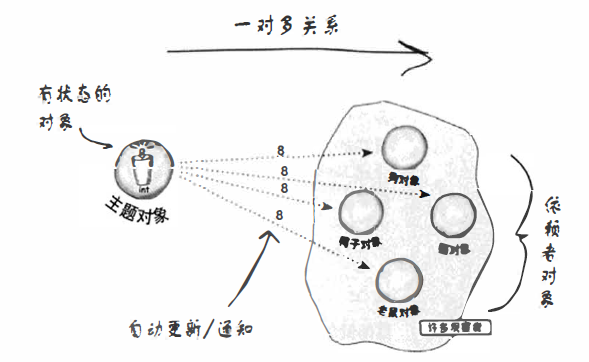 一对多关系
有状态的
对象
8
int
主题对象
8
8
8
8
狗对象
鸭子对象
猫对象
老鼠对象
依赖者对象
自动更新/通知
许多观察者